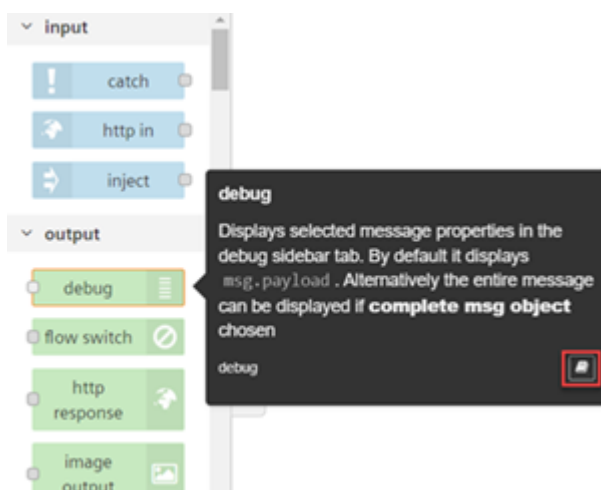 input
catch
http in
inject
output
debug
flow switch
http
response
image
output
debug
Displays selected message properties in the
debug sidebar tab. By default it displays
msg.payload . Alternatively the entire message
can be displayed if complete msg object
chosen
debug